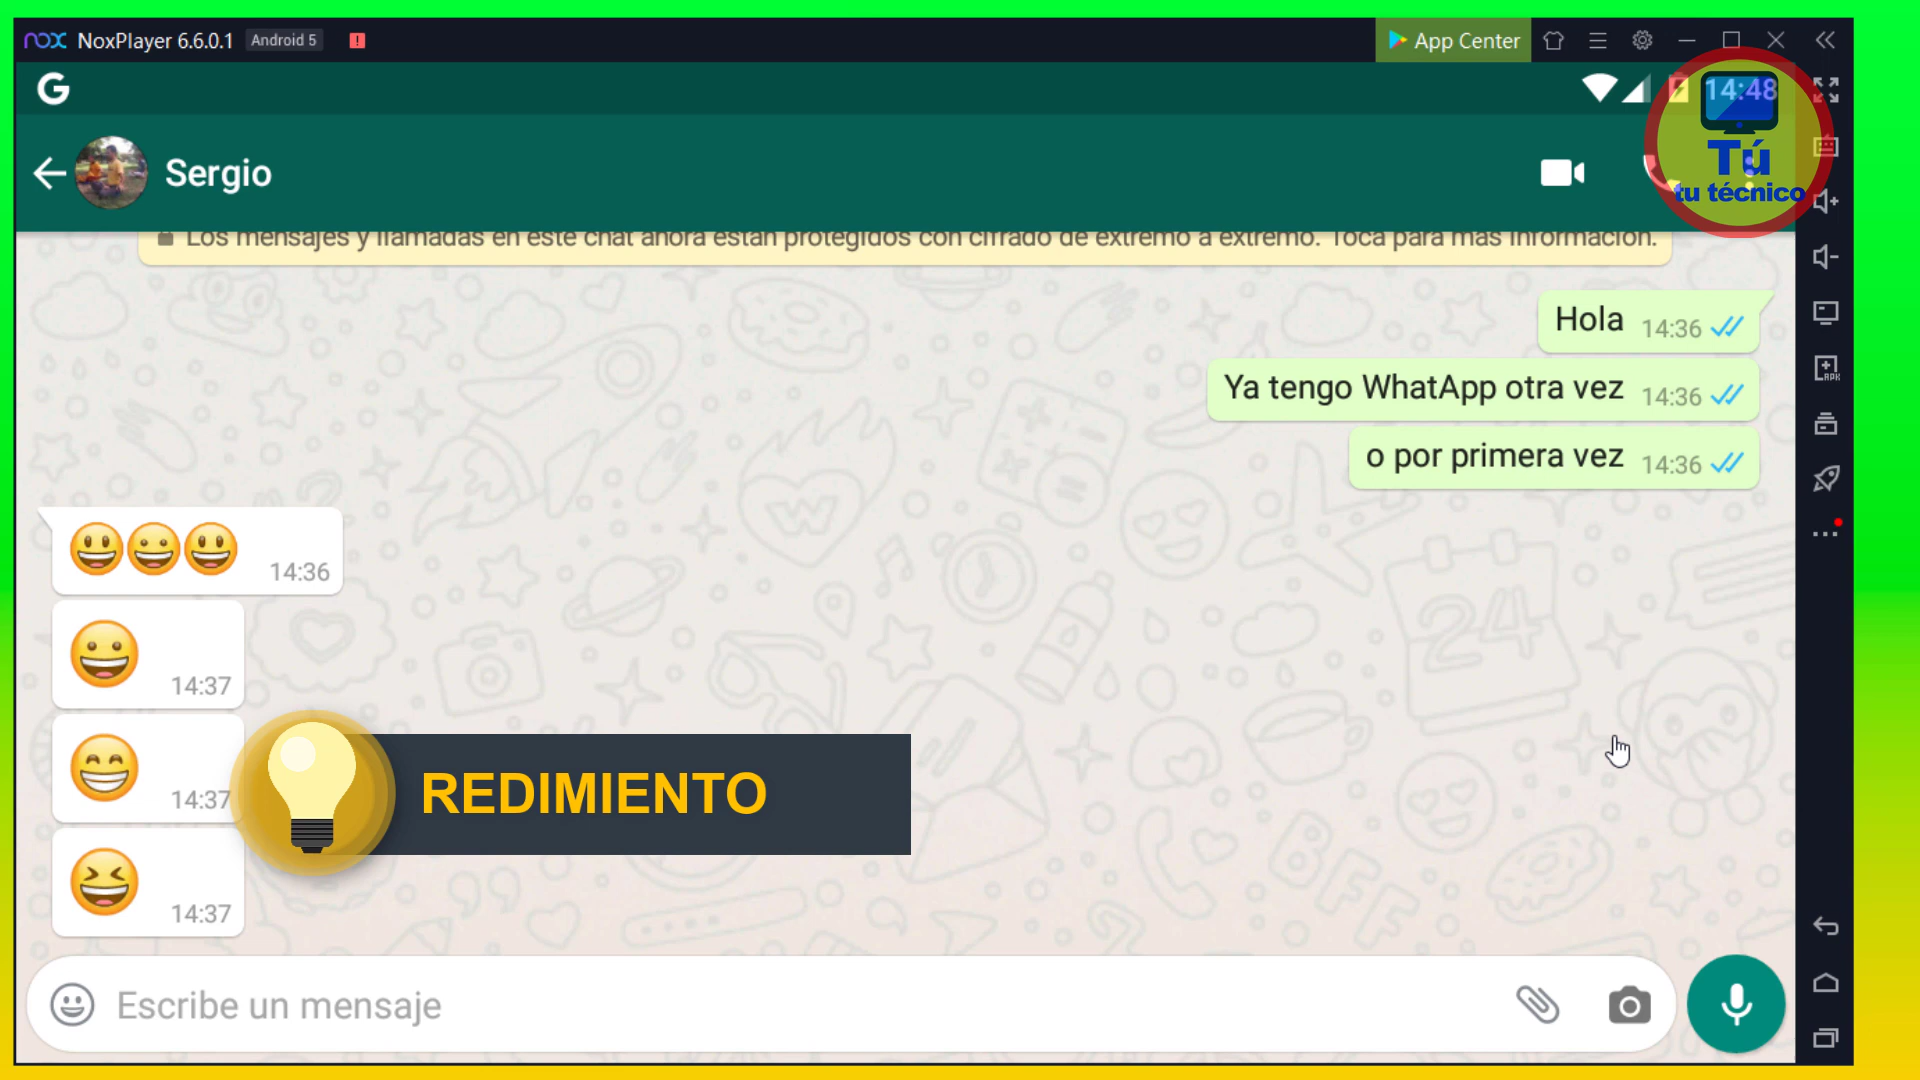 nox NoxPlayer 6.6.0.1 Android 5
App Center
G
14:48
Sergio
Tú
tu técnico
Los mensajes y llamadas en este chat ahora están protegidos con cifrado de extremo a extremo. Toca para más información.
Hola 14:36
Ya tengo WhatApp otra vez 14:36
o por primera vez 14:36
14:36
14:37
14:37
REDIMIENTO
14:37
Escribe un mensaje